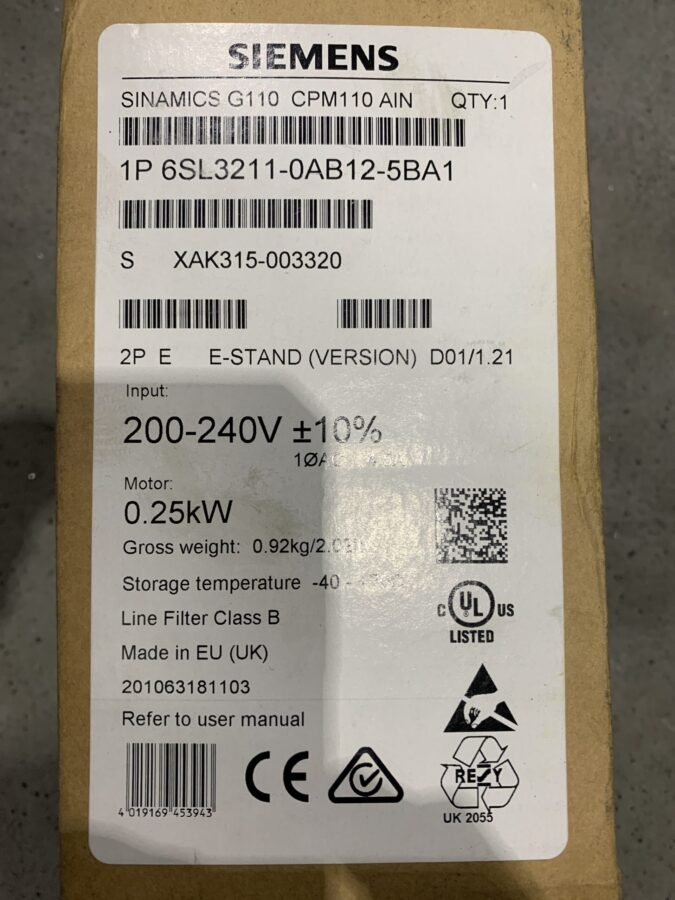 SIEMENS
SINAMICS G110 CPM110 AIN QTY:1
1P 6SL3211-0AB12-5BA1
S XAK315-003320
2P E E-STAND (VERSION) D01/1.21
Input:
200-240V ±10%
Motor:
0.25kW
Gross weight: 0.92kg/
Storage temperature -40
Line Filter Class B
Made in EU (UK)
201063181103
Refer to user manual
C UL US
LISTED
4 019169 453943
CE
RESY
UK 2055